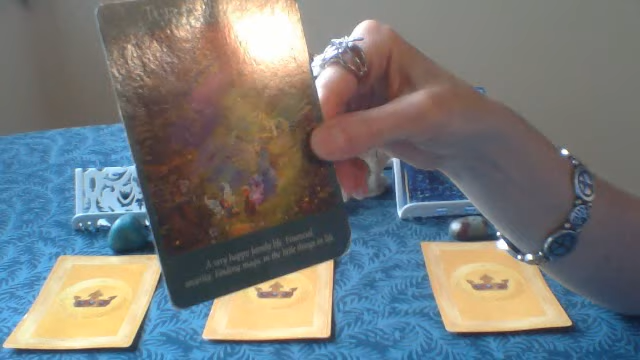 A very happy family life. Financial
security. Finding magic in the little things in life.